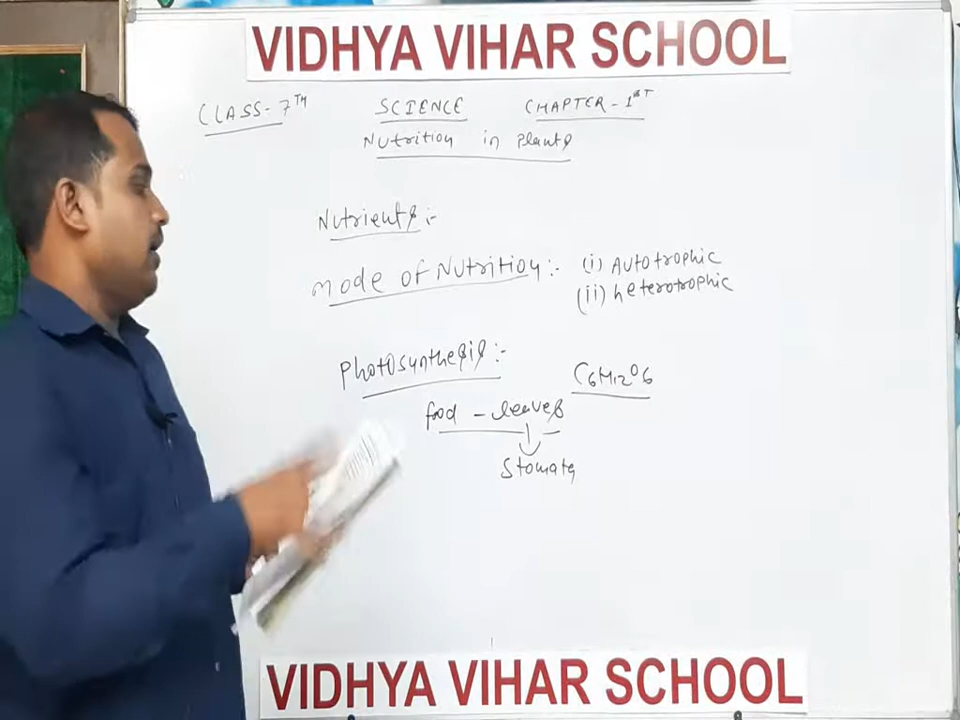 VIDHYA VIHAR SCHOOL
CLASS- 7TH SCIENCE CHAPTER-1ST
Nutrition in Plants
Nutrients:-
Mode of Nutrition:- (i) Autotrophic
(ii) heterotrophic
Photosynthesis:-
C6H12O6
food - leaves
Stomata
VIDHYA VIHAR SCHOOL